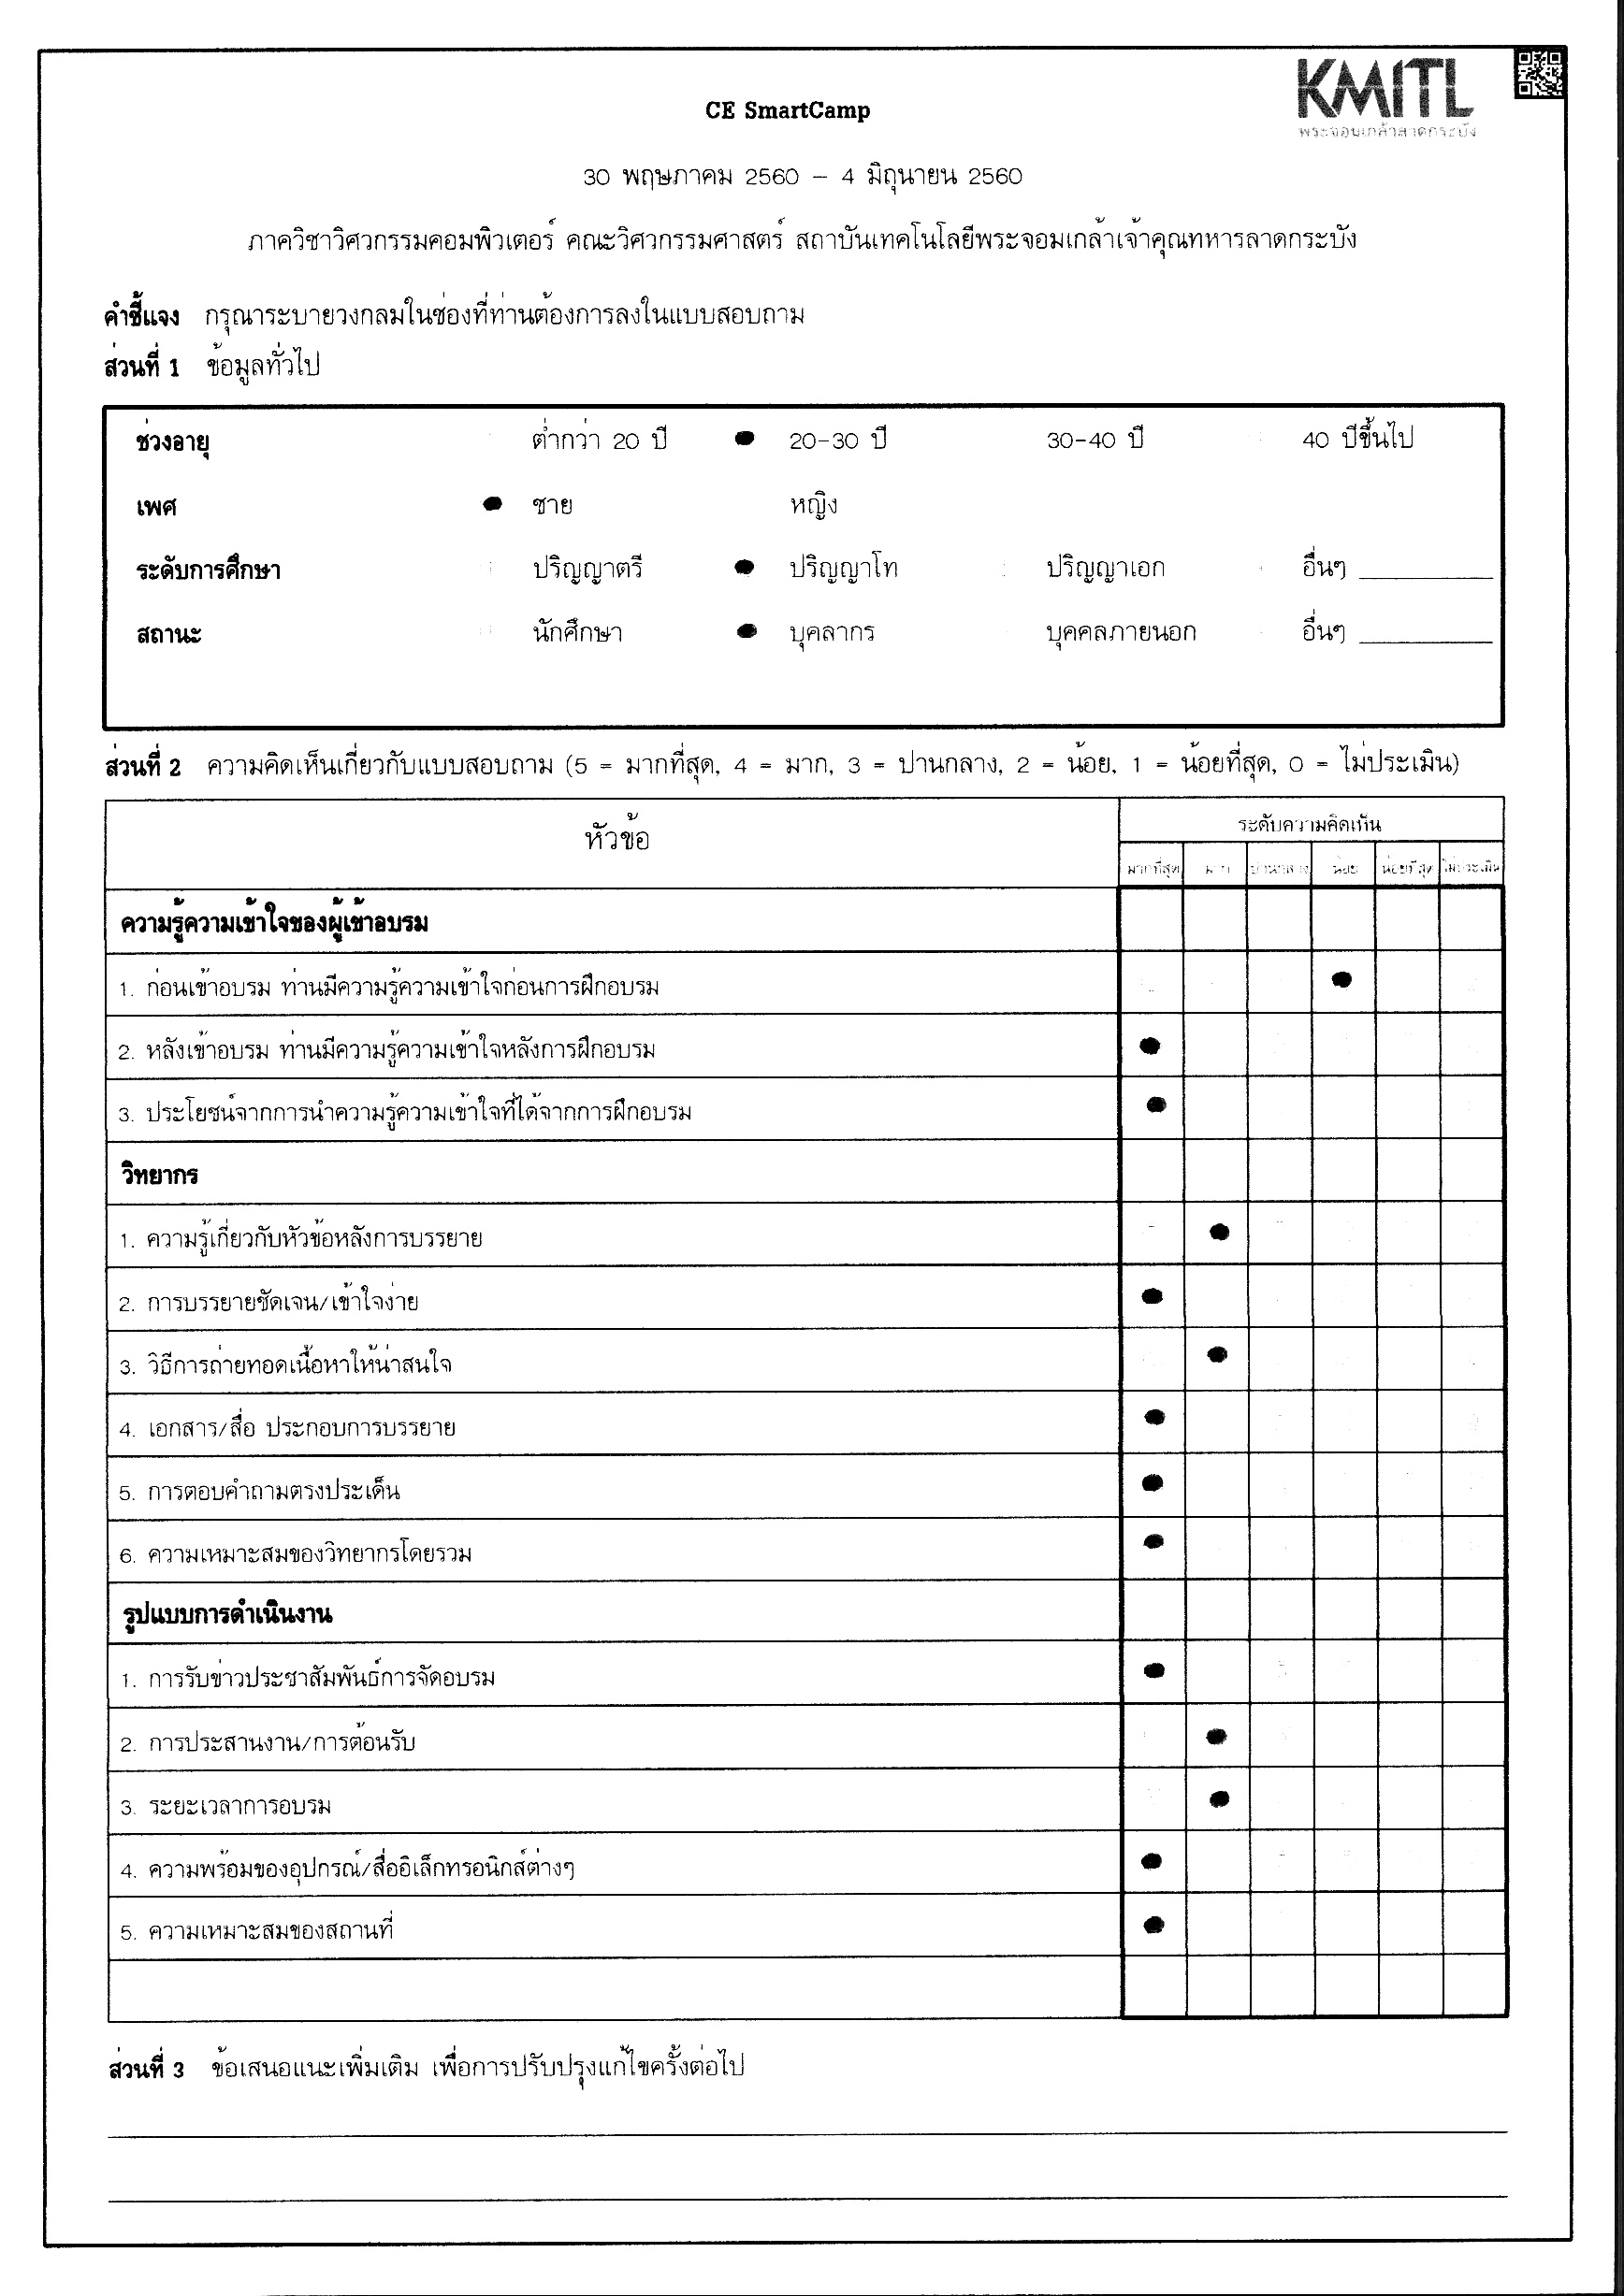 KMITL
พระจอมเกล้าลาดกระบัง
CE SmartCamp
30 พฤษภาคม 2560 – 4 มิถุนายน 2560
ภาควิชาวิศวกรรมคอมพิวเตอร์ คณะวิศวกรรมศาสตร์ สถาบันเทคโนโลยีพระจอมเกล้าเจ้าคุณทหารลาดกระบัง
คำชี้แจง กรุณาระบายวงกลมในช่องที่ท่านต้องการลงในแบบสอบถาม
ส่วนที่ 1 ข้อมูลทั่วไป
ช่วงอายุ ต่ำกว่า 20 ปี 20-30 ปี 30-40 ปี 40 ปีขึ้นไป
เพศ ชาย หญิง
ระดับการศึกษา ปริญญาตรี ปริญญาโท ปริญญาเอก อื่นๆ
สถานะ นักศึกษา บุคลากร บุคคลภายนอก อื่นๆ
ส่วนที่ 2 ความคิดเห็นเกี่ยวกับแบบสอบถาม (5 = มากที่สุด, 4 = มาก, 3 = ปานกลาง, 2 = น้อย, 1 = น้อยที่สุด, 0 = ไม่ประเมิน)
หัวข้อ ระดับความคิดเห็น
มากที่สุด มาก ปานกลาง น้อย น้อยที่สุด ไม่ประเมิน
ความรู้ความเข้าใจของผู้เข้าอบรม
1. ก่อนเข้าอบรม ท่านมีความรู้ความเข้าใจก่อนการฝึกอบรม
2. หลังเข้าอบรม ท่านมีความรู้ความเข้าใจหลังการฝึกอบรม
3. ประโยชน์จากการนำความรู้ความเข้าใจที่ได้จากการฝึกอบรม
วิทยากร
1. ความรู้เกี่ยวกับหัวข้อหลังการบรรยาย
2. การบรรยายชัดเจน/เข้าใจง่าย
3. วิธีการถ่ายทอดเนื้อหาให้น่าสนใจ
4. เอกสาร/สื่อ ประกอบการบรรยาย
5. การตอบคำถามตรงประเด็น
6. ความเหมาะสมของวิทยากรโดยรวม
รูปแบบการดำเนินงาน
1. การรับข่าวประชาสัมพันธ์การจัดอบรม
2. การประสานงาน/การต้อนรับ
3. ระยะเวลาการอบรม
4. ความพร้อมของอุปกรณ์/สื่ออิเล็กทรอนิกส์ต่างๆ
5. ความเหมาะสมของสถานที่
ส่วนที่ 3 ข้อเสนอแนะเพิ่มเติม เพื่อการปรับปรุงแก้ไขครั้งต่อไป